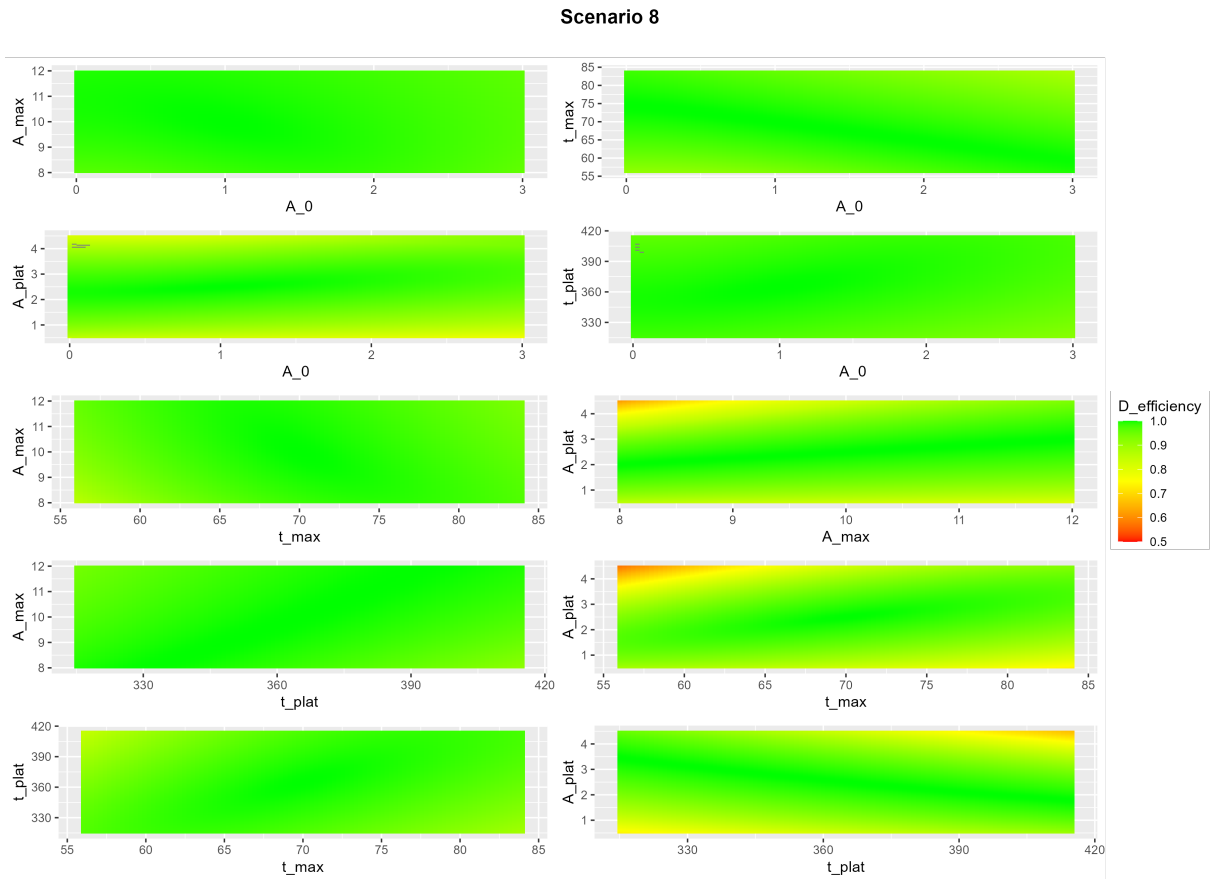 Scenario 8
A_max
12
11
10
9
8
0 1 2 3
A_0
t_max
85
80
75
70
65
60
55
0 1 2 3
A_0
A_plat
4
3
2
1
0 1 2 3
A_0
t_plat
420
390
360
330
0 1 2 3
A_0
A_max
12
11
10
9
8
55 60 65 70 75 80 85
t_max
A_plat
4
3
2
1
8 9 10 11 12
A_max
D_efficiency
1.0
0.9
0.8
0.7
0.6
0.5
A_max
12
11
10
9
8
330 360 390 420
t_plat
A_plat
4
3
2
1
55 60 65 70 75 80 85
t_max
t_plat
420
390
360
330
55 60 65 70 75 80 85
t_max
A_plat
4
3
2
1
330 360 390 420
t_plat